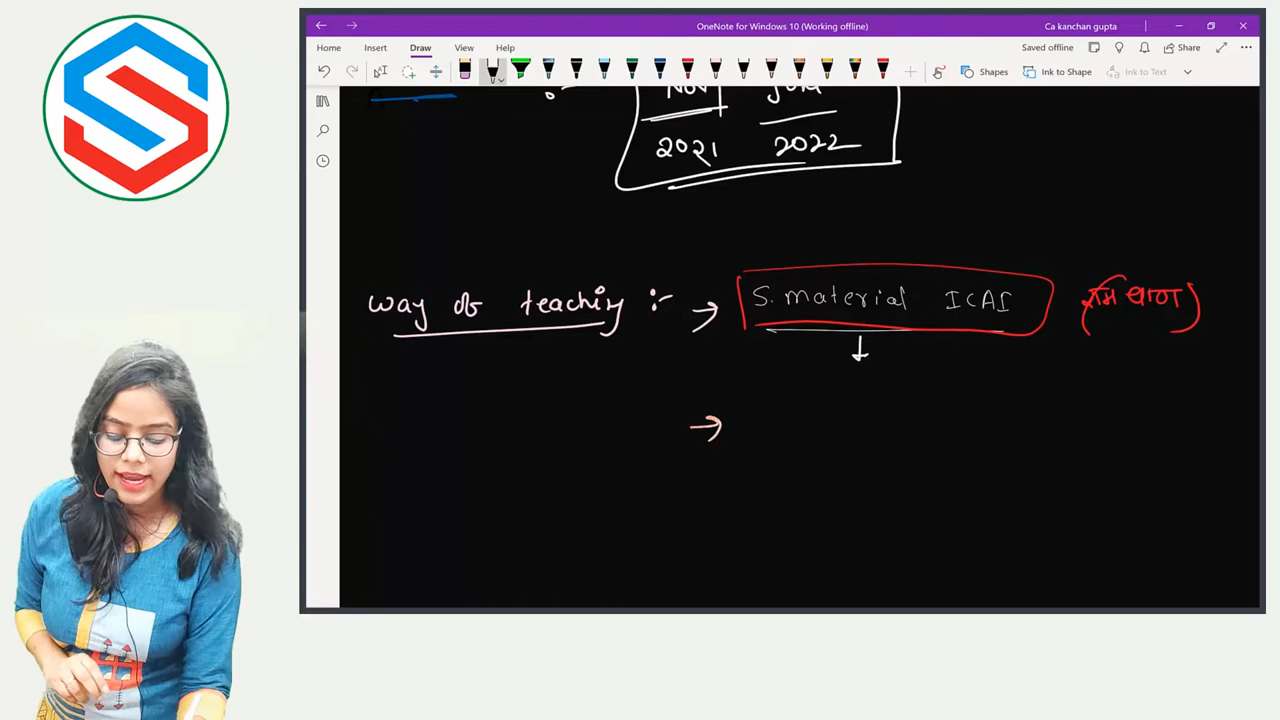 OneNote for Windows 10 (Working offline)
Ca kanchan gupta
Home Insert Draw View Help
Saved offline
Share
Shapes
Ink to Shape
Ink to Text
Nov
2021 2022
way of teaching :- → S. material ICAI (राम बाण)